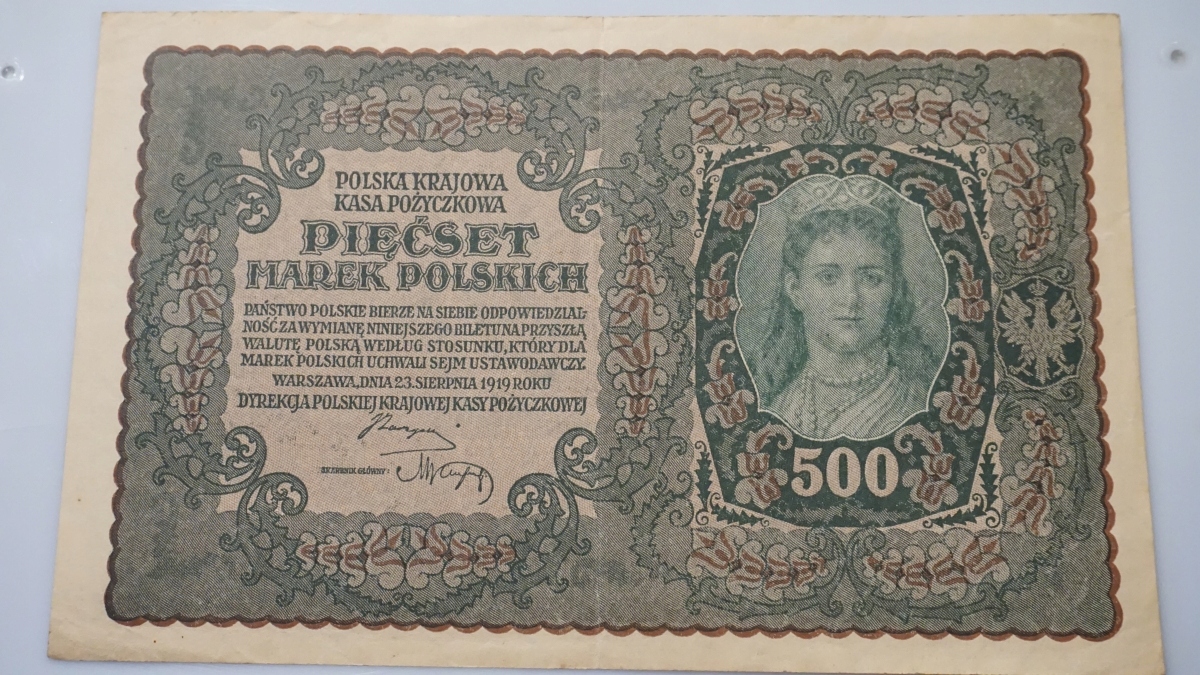 POLSKA KRAJOWA
KASA POŻYCZKOWA
PIĘĆSET
MAREK POLSKICH
PAŃSTWO POLSKIE BIERZE NA SIEBIE ODPOWIEDZIAL-
NOŚĆ ZA WYMIANĘ NINIEJSZEGO BILETU NA PRZYSZŁĄ
WALUTĘ POLSKĄ WEDŁUG STOSUNKU, KTÓRY DLA
MAREK POLSKICH UCHWALI SEJM USTAWODAWCZY.
WARSZAWA, DNIA 23. SIERPNIA 1919 ROKU
DYREKCJA POLSKIEJ KRAJOWEJ KASY POŻYCZKOWEJ
SKARBNIK GŁÓWNY:
500